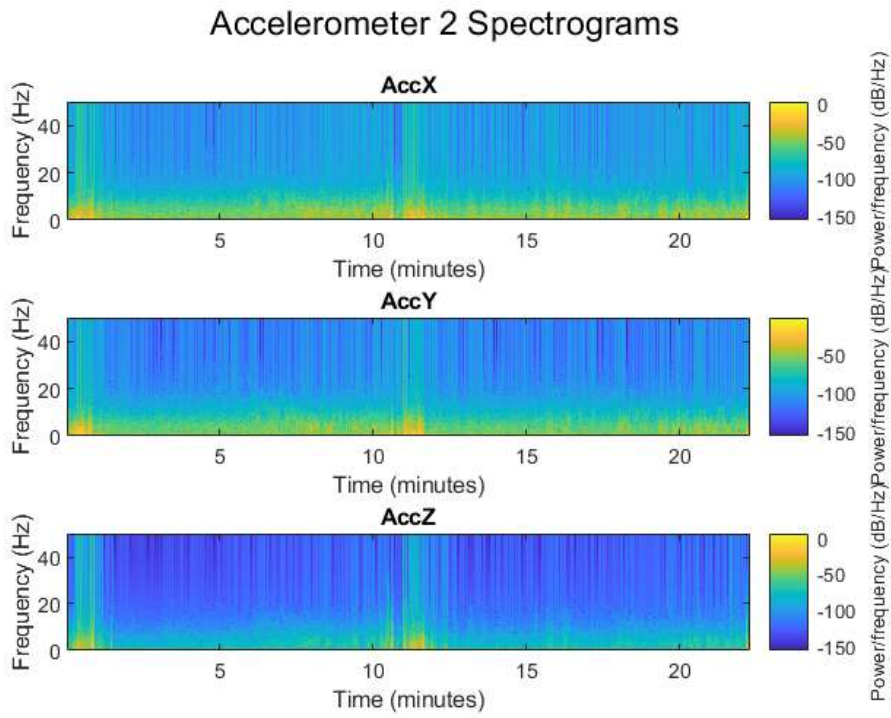 Accelerometer 2 Spectrograms
AccX
Frequency (Hz)
40
20
0
5
10
15
20
Time (minutes)
0
-50
-100
-150
Power/frequency (dB/Hz)
AccY
Frequency (Hz)
40
20
0
5
10
15
20
Time (minutes)
-50
-100
-150
Power/frequency (dB/Hz)
AccZ
Frequency (Hz)
40
20
0
5
10
15
20
Time (minutes)
0
-50
-100
-150
Power/frequency (dB/Hz)